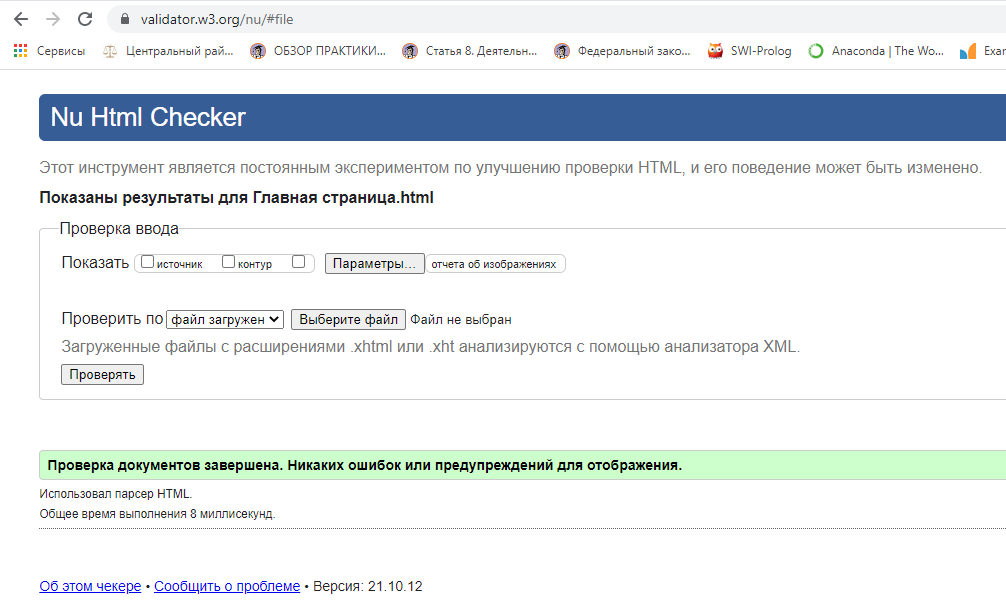 validator.w3.org/nu/#file
Сервисы Центральный рай... ОБЗОР ПРАКТИКИ... Статья 8. Деятельн... Федеральный зако... SWI-Prolog Anaconda | The Wo... Exar
Nu Html Checker
Этот инструмент является постоянным экспериментом по улучшению проверки HTML, и его поведение может быть изменено.
Показаны результаты для Главная страница.html
Проверка ввода
Показать источник контур Параметры... отчета об изображениях
Проверить по файл загружен Выберите файл Файл не выбран
Загруженные файлы с расширениями .xhtml или .xht анализируются с помощью анализатора XML.
Проверять
Проверка документов завершена. Никаких ошибок или предупреждений для отображения.
Использовал парсер HTML.
Общее время выполнения 8 миллисекунд.
Об этом чекере • Сообщить о проблеме • Версия: 21.10.12